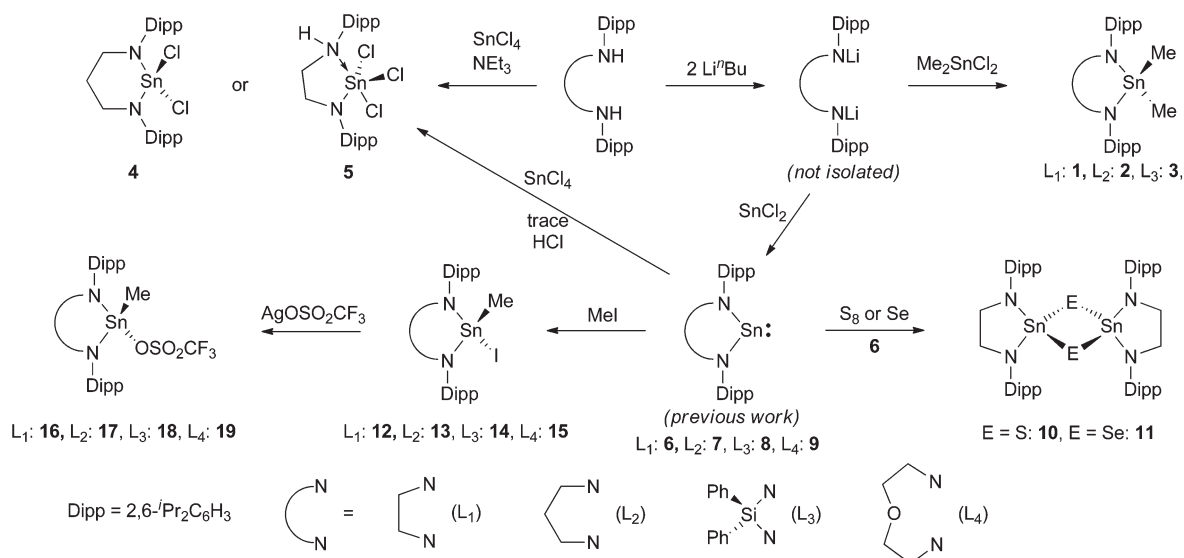 Dipp
N
Cl
Sn
Cl
N
Dipp
4
or
H
Dipp
N
Cl
Sn
Cl
N
Cl
Dipp
5
SnCl4
NEt3
Dipp
NH
NH
Dipp
2 LiⁿBu
Dipp
NLi
NLi
Dipp
(not isolated)
Me2SnCl2
Dipp
N
Me
Sn
Me
N
Dipp
L1: 1, L2: 2, L3: 3,
SnCl4
trace
HCl
SnCl2
Dipp
N
Me
Sn
OSO2CF3
N
Dipp
L1: 16, L2: 17, L3: 18, L4: 19
AgOSO2CF3
Dipp
N
Me
Sn
I
N
Dipp
L1: 12, L2: 13, L3: 14, L4: 15
MeI
Dipp
N
Sn:
N
Dipp
(previous work)
L1: 6, L2: 7, L3: 8, L4: 9
S8 or Se
6
Dipp
Dipp
N
E
N
Sn
Sn
N
E
N
Dipp
Dipp
E = S: 10, E = Se: 11
Dipp = 2,6-ⁱPr2C6H3
N
N
=
N
N
(L1)
N
N
(L2)
Ph
N
Si
Ph
N
(L3)
N
O
N
(L4)